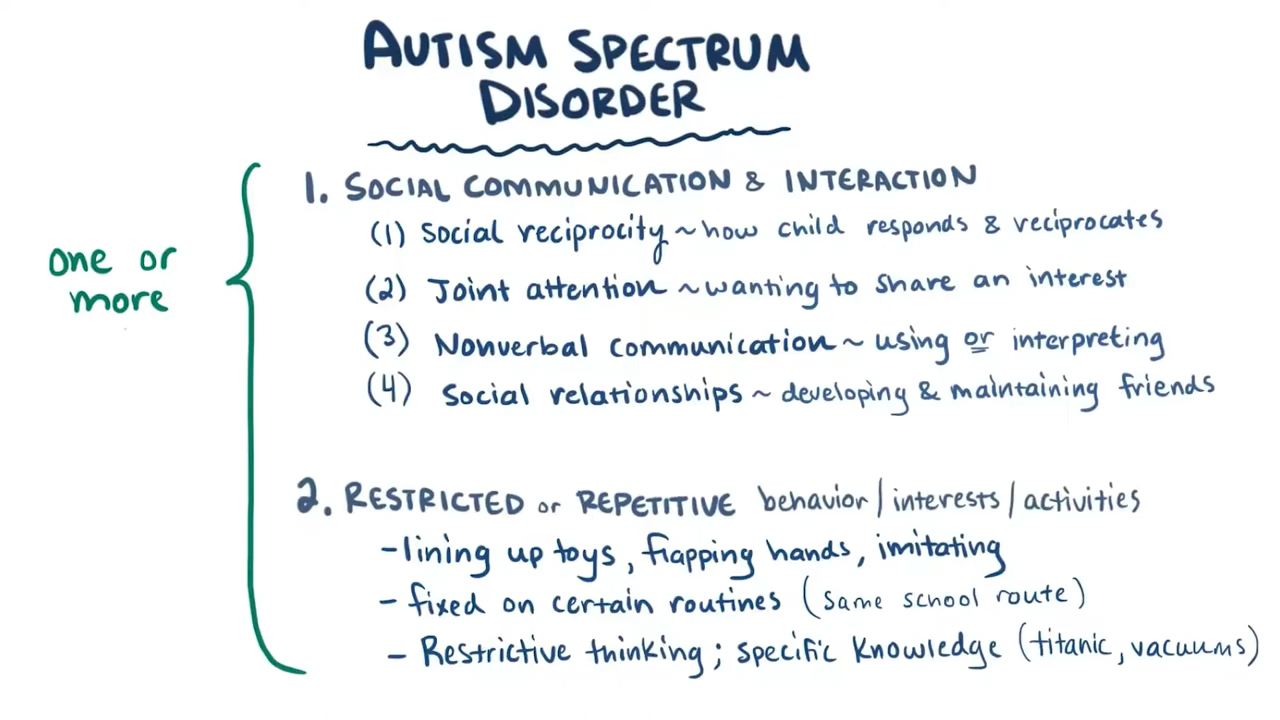 AUTISM SPECTRUM
DISORDER
one or
more
1. SOCIAL COMMUNICATION & INTERACTION
(1) Social reciprocity ~ how child responds & reciprocates
(2) Joint attention ~ wanting to share an interest
(3) Nonverbal communication ~ using or interpreting
(4) Social relationships ~ developing & maintaining friends
2. RESTRICTED or REPETITIVE behavior/interests/activities
- lining up toys, flapping hands, imitating
- fixed on certain routines (same school route)
- Restrictive thinking; specific knowledge (titanic, vacuums)